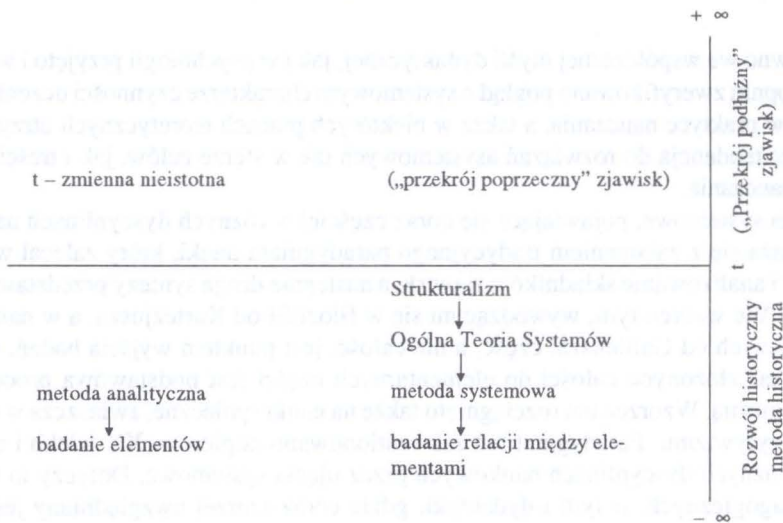 + ∞
t – zmienna nieistotna
(„przekrój poprzeczny” zjawisk)
Strukturalizm
Ogólna Teoria Systemów
metoda analityczna
metoda systemowa
badanie elementów
badanie relacji między ele-
mentami
Rozwój historyczny t („Przekrój podłużny”
metoda historyczna zjawisk)
– ∞